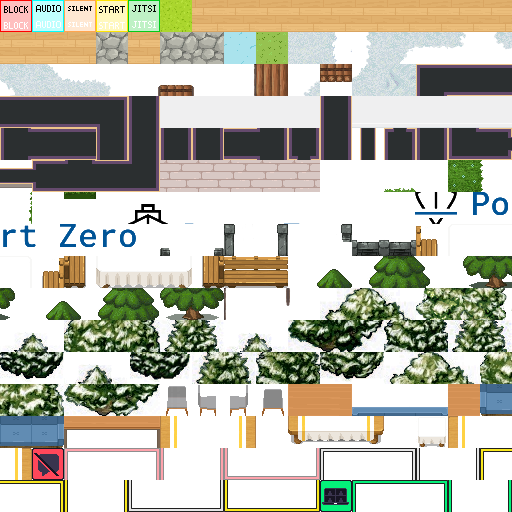 BLOCK AUDIO SILENT START JITSI
BLOCK AUDIO SILENT START JITSI
Po
rt Zero